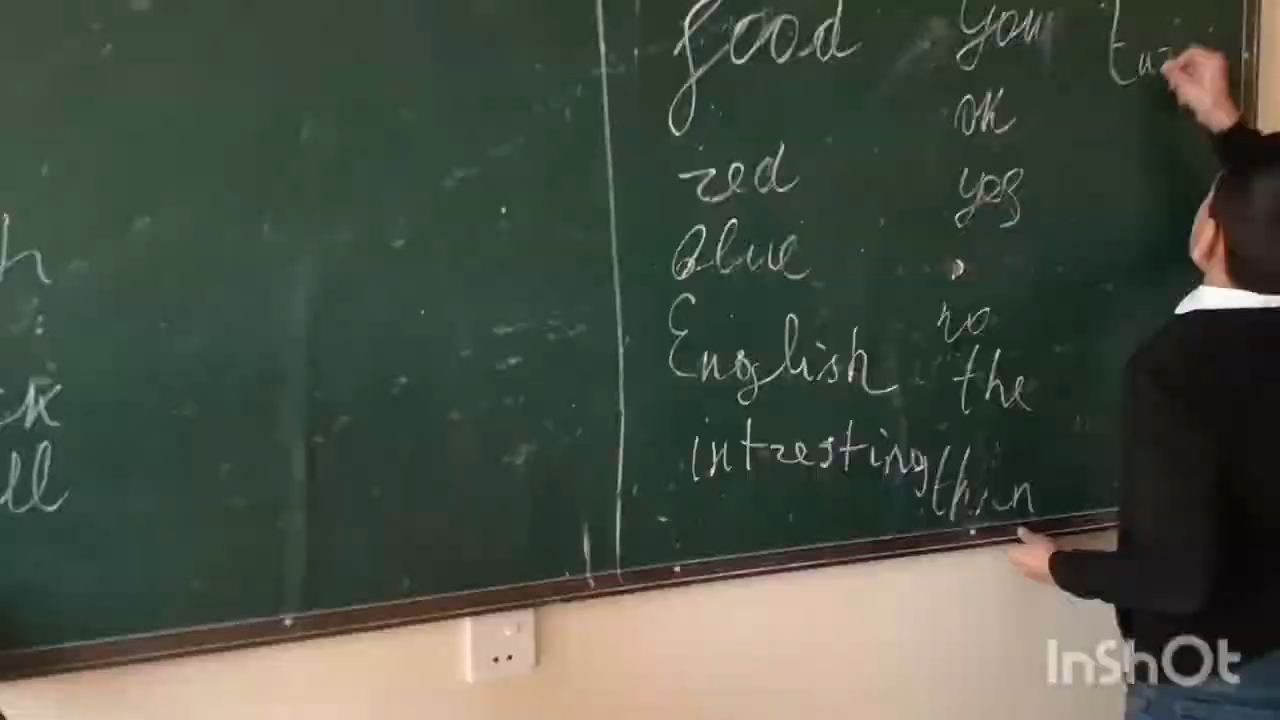 food
red
Blue
English
intresting
you
ok
yes
no
the
thin
InShOt